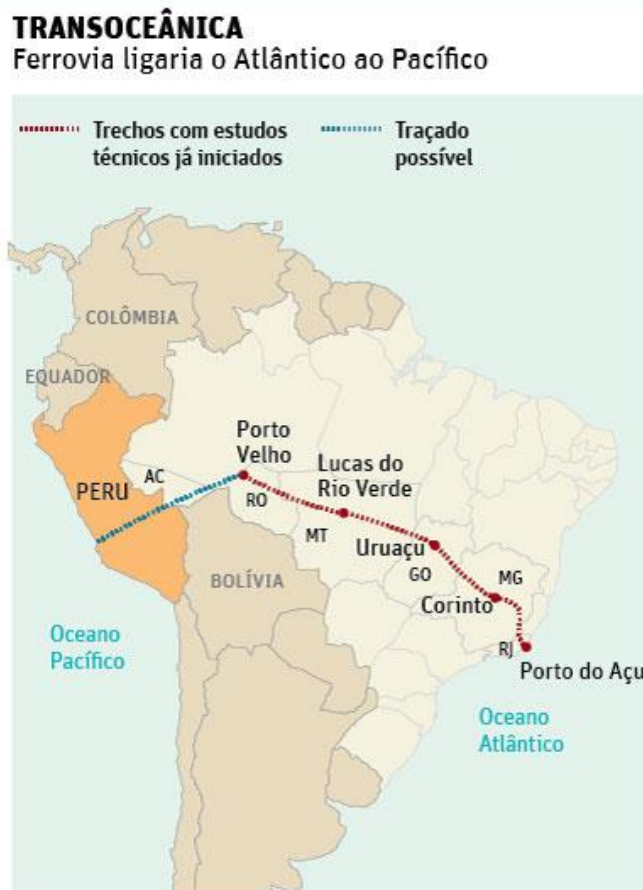 TRANSOCEÂNICA
Ferrovia ligaria o Atlântico ao Pacífico
Trechos com estudos
técnicos já iniciados
Traçado
possível
COLÔMBIA
EQUADOR
PERU
AC
Porto
Velho
RO
Lucas do
Rio Verde
MT
Uruaçu
GO
MG
Corinto
BOLÍVIA
RJ
Porto do Açu
Oceano
Pacífico
Oceano
Atlântico